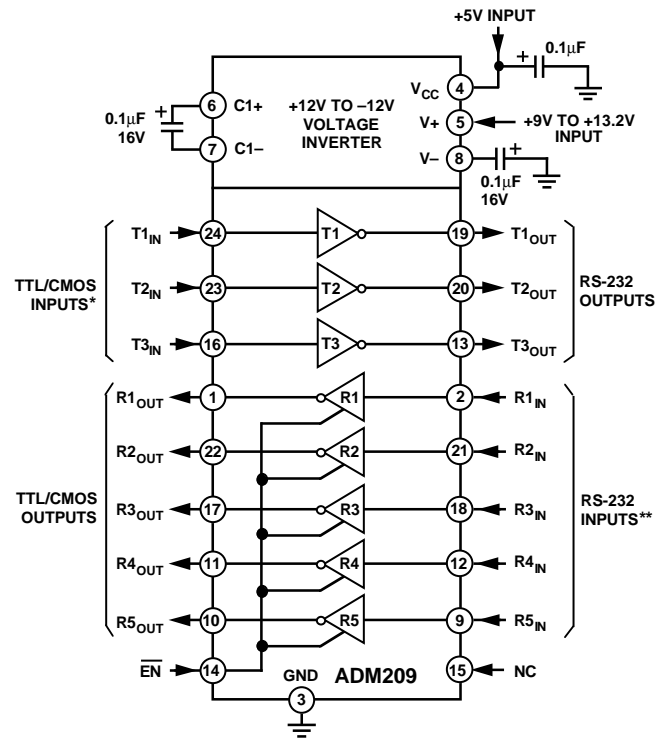 +5V INPUT
0.1μF
+
VCC
4
+12V TO –12V
VOLTAGE
INVERTER
6
C1+
0.1μF
16V
+
7
C1–
V+
5
+9V TO +13.2V
INPUT
V–
8
+
0.1μF
16V
TTL/CMOS
INPUTS*
T1IN
24
T1
19
T1OUT
T2IN
23
T2
20
T2OUT
T3IN
16
T3
13
T3OUT
RS-232
OUTPUTS
TTL/CMOS
OUTPUTS
R1OUT
1
R1
2
R1IN
R2OUT
22
R2
21
R2IN
R3OUT
17
R3
18
R3IN
R4OUT
11
R4
12
R4IN
R5OUT
10
R5
9
R5IN
RS-232
INPUTS**
E̅N̅
14
GND
3
ADM209
15
NC